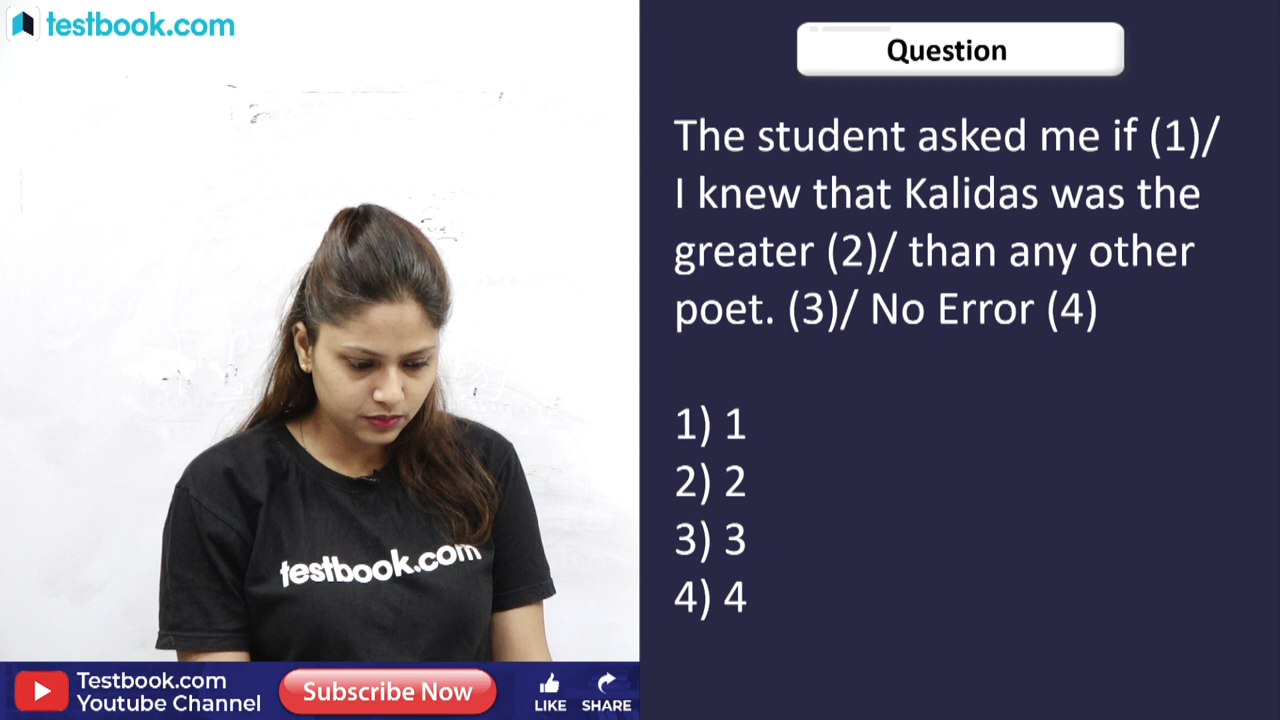 testbook.com
Question
The student asked me if (1)/
I knew that Kalidas was the
greater (2)/ than any other
poet. (3)/ No Error (4)
1) 1
2) 2
3) 3
4) 4
testbook.com
Testbook.com
Youtube Channel
Subscribe Now
LIKE
SHARE